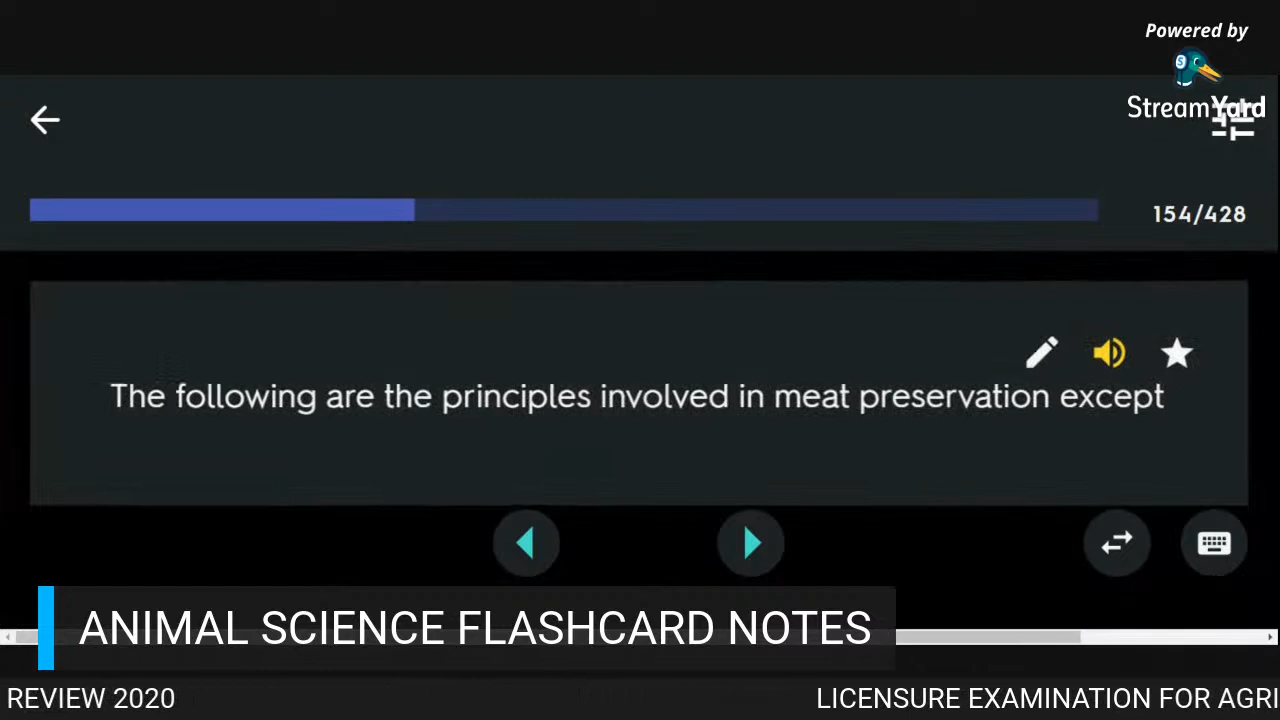 Powered by
StreamYard
154/428
The following are the principles involved in meat preservation except
ANIMAL SCIENCE FLASHCARD NOTES
REVIEW 2020
LICENSURE EXAMINATION FOR AGRI